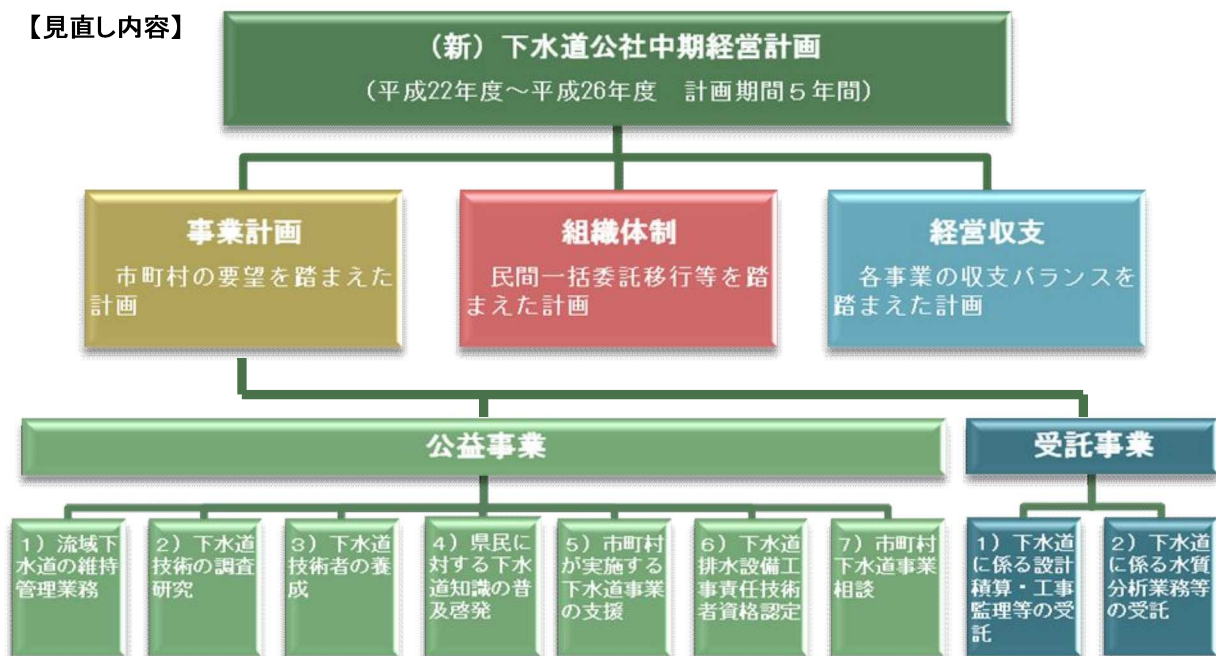 【見直し内容】
(新)下水道公社中期経営計画
(平成22年度～平成26年度 計画期間5年間)
事業計画
市町村の要望を踏まえた
計画
組織体制
民間一括委託移行等を踏
まえた計画
経営収支
各事業の収支バランスを
踏まえた計画
公益事業
受託事業
1)流域下
水道の維持
管理業務
2)下水道
技術の調査
研究
3)下水道
技術者の養
成
4)県民に
対する下水
道知識の普
及啓発
5)市町村
が実施する
下水道事業
の支援
6)下水道
排水設備工
事責任技術
者資格認定
7)市町村
下水道事業
相談
1)下水道
に係る設計
積算・工事
監理等の受
託
2)下水道
に係る水質
分析業務等
の受託